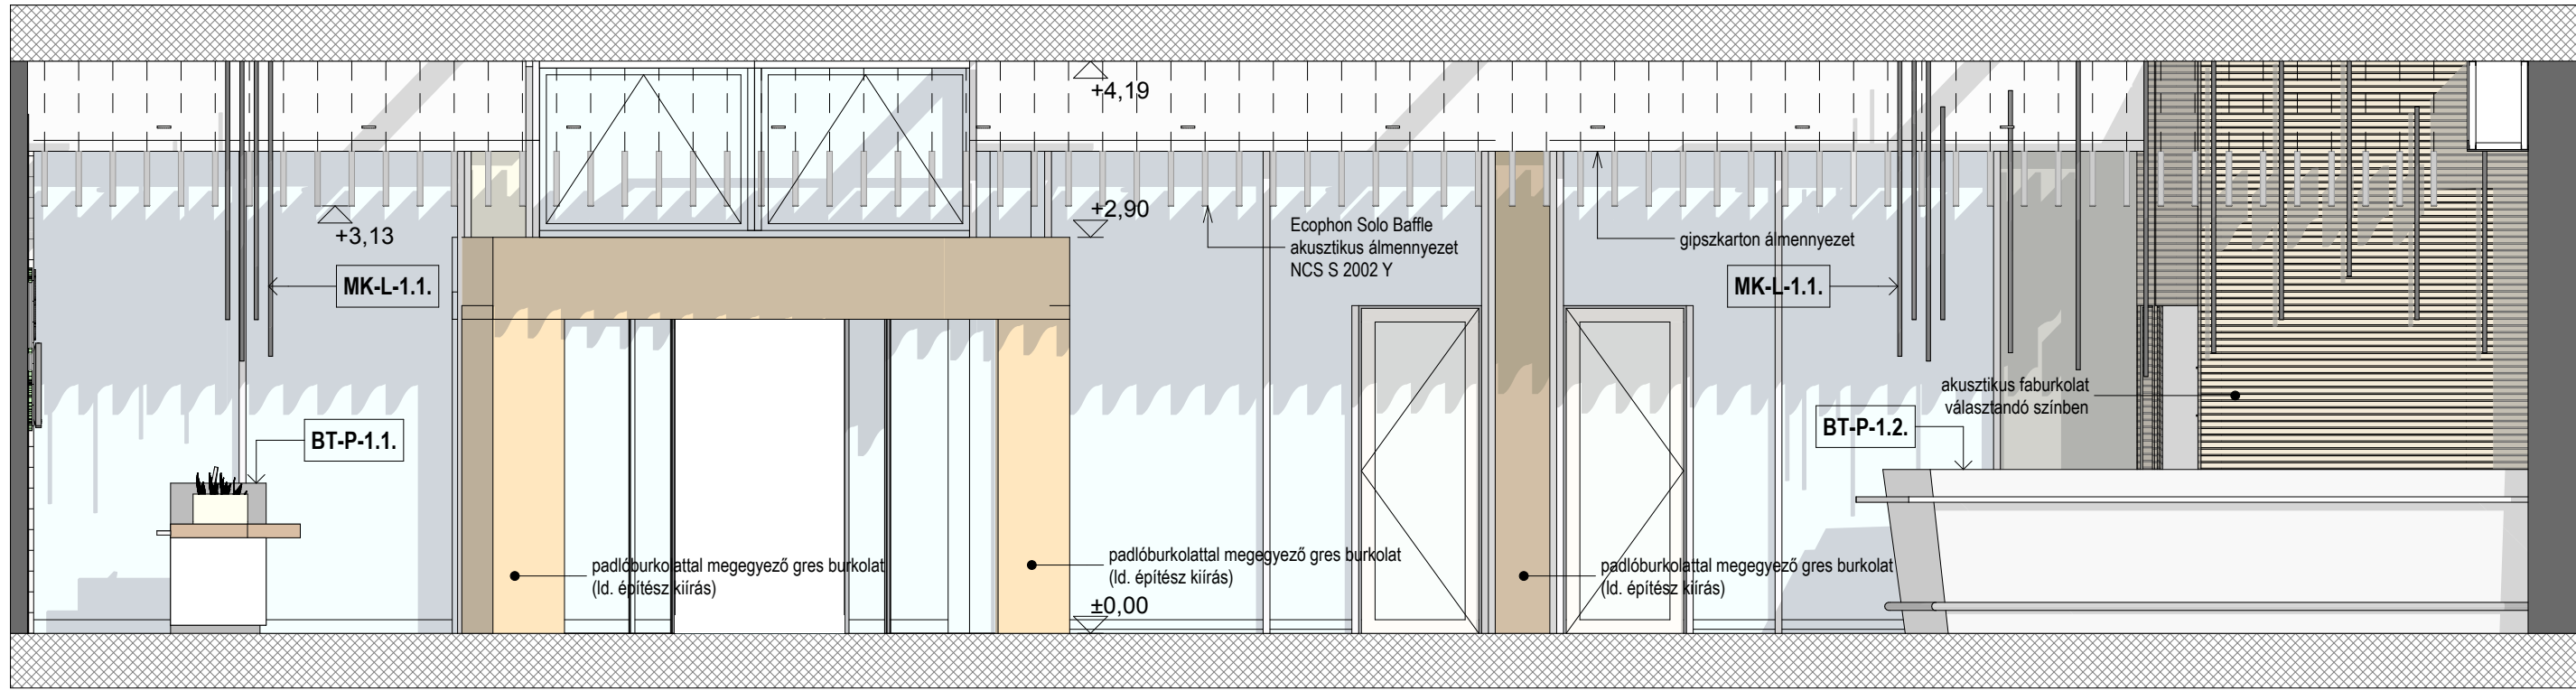 +4,19
+2,90
+3,13
Ecophon Solo Baffle
akusztikus álmennyezet
NCS S 2002 Y
gipszkarton álmennyezet
MK-L-1.1.
MK-L-1.1.
akusztikus faburkolat
választandó színben
BT-P-1.1.
BT-P-1.2.
padlóburkolattal megegyező gres burkolat
(ld. építész kiírás)
padlóburkolattal megegyező gres burkolat
(ld. építész kiírás)
padlóburkolattal megegyező gres burkolat
(ld. építész kiírás)
±0,00